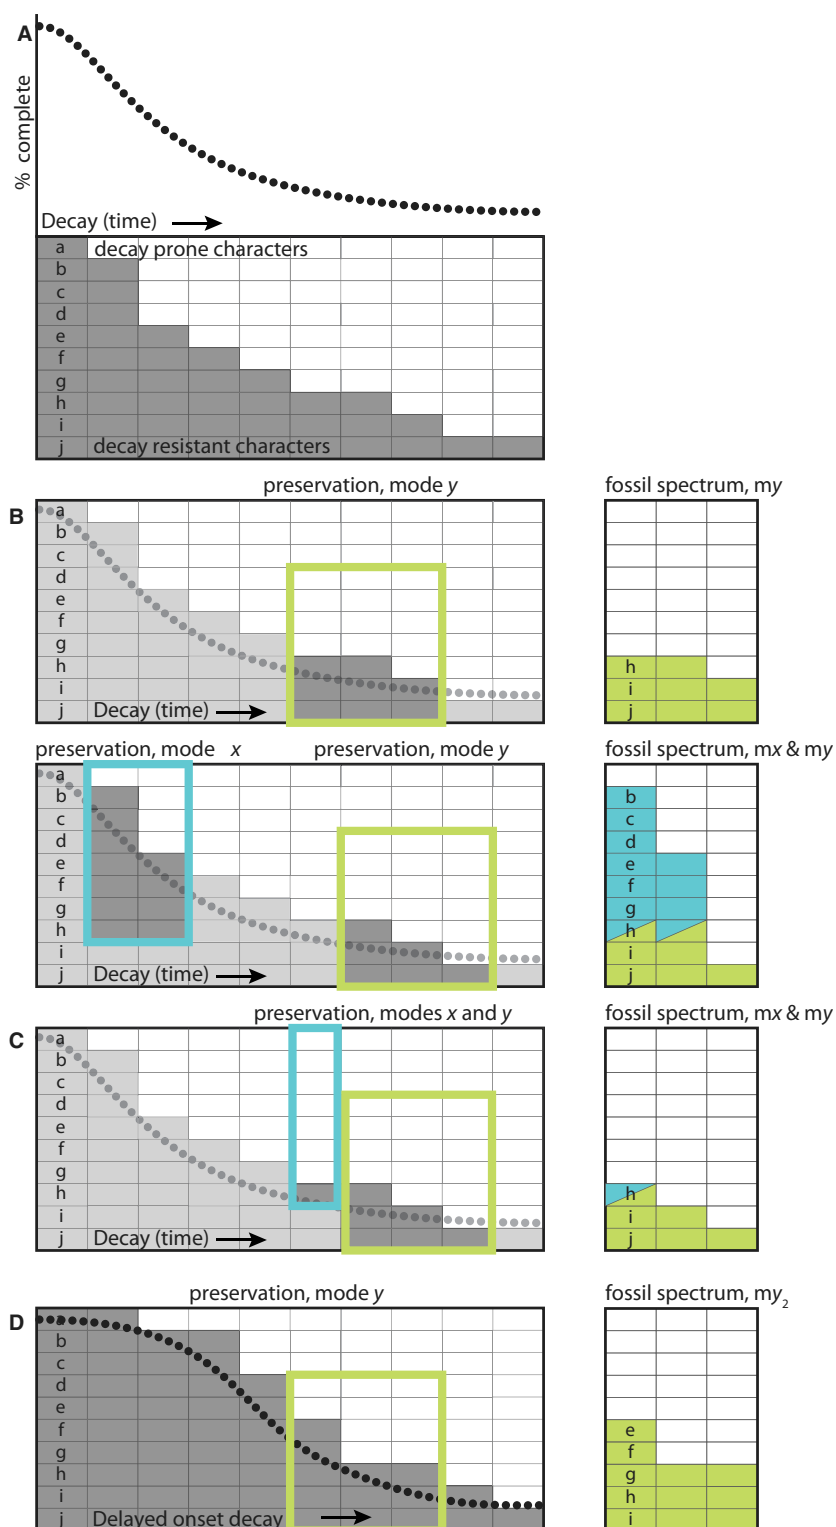 A
% complete
Decay (time)
a decay prone characters
b
c
d
e
f
g
h
i
j decay resistant characters
preservation, mode y
fossil spectrum, my
B
a
b
c
d
e
f
g
h
i
j Decay (time)
h
i
j
preservation, mode x
preservation, mode y
fossil spectrum, mx & my
a
b
c
d
e
f
g
h
i
j Decay (time)
b
c
d
e
f
g
h
i
j
preservation, modes x and y
fossil spectrum, mx & my
C
a
b
c
d
e
f
g
h
i
j Decay (time)
h
i
j
preservation, mode y
fossil spectrum, my2
D
a
b
c
d
e
f
g
h
i
j Delayed onset decay
e
f
g
h
i